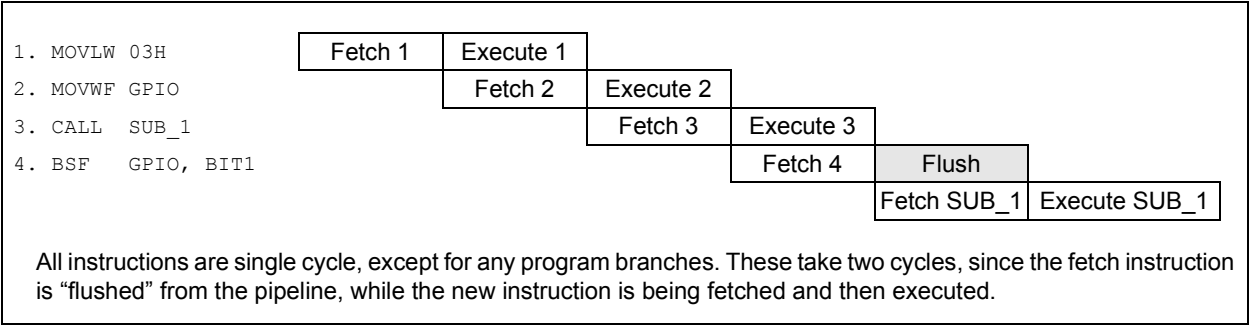 1. MOVLW 03H Fetch 1 Execute 1
2. MOVWF GPIO Fetch 2 Execute 2
3. CALL SUB_1 Fetch 3 Execute 3
4. BSF GPIO, BIT1 Fetch 4 Flush
Fetch SUB_1 Execute SUB_1
All instructions are single cycle, except for any program branches. These take two cycles, since the fetch instruction
is “flushed” from the pipeline, while the new instruction is being fetched and then executed.